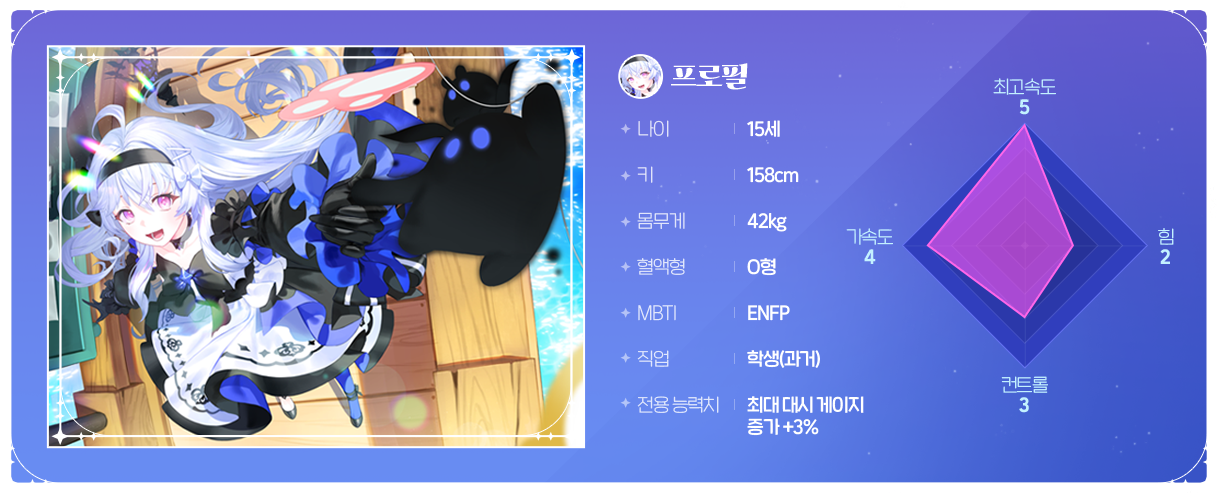 프로필
나이 15세
키 158cm
몸무게 42kg
혈액형 O형
MBTI ENFP
직업 학생(과거)
전용 능력치 최대 대시 게이지
증가 +3%
최고속도
5
가속도
4
힘
2
컨트롤
3